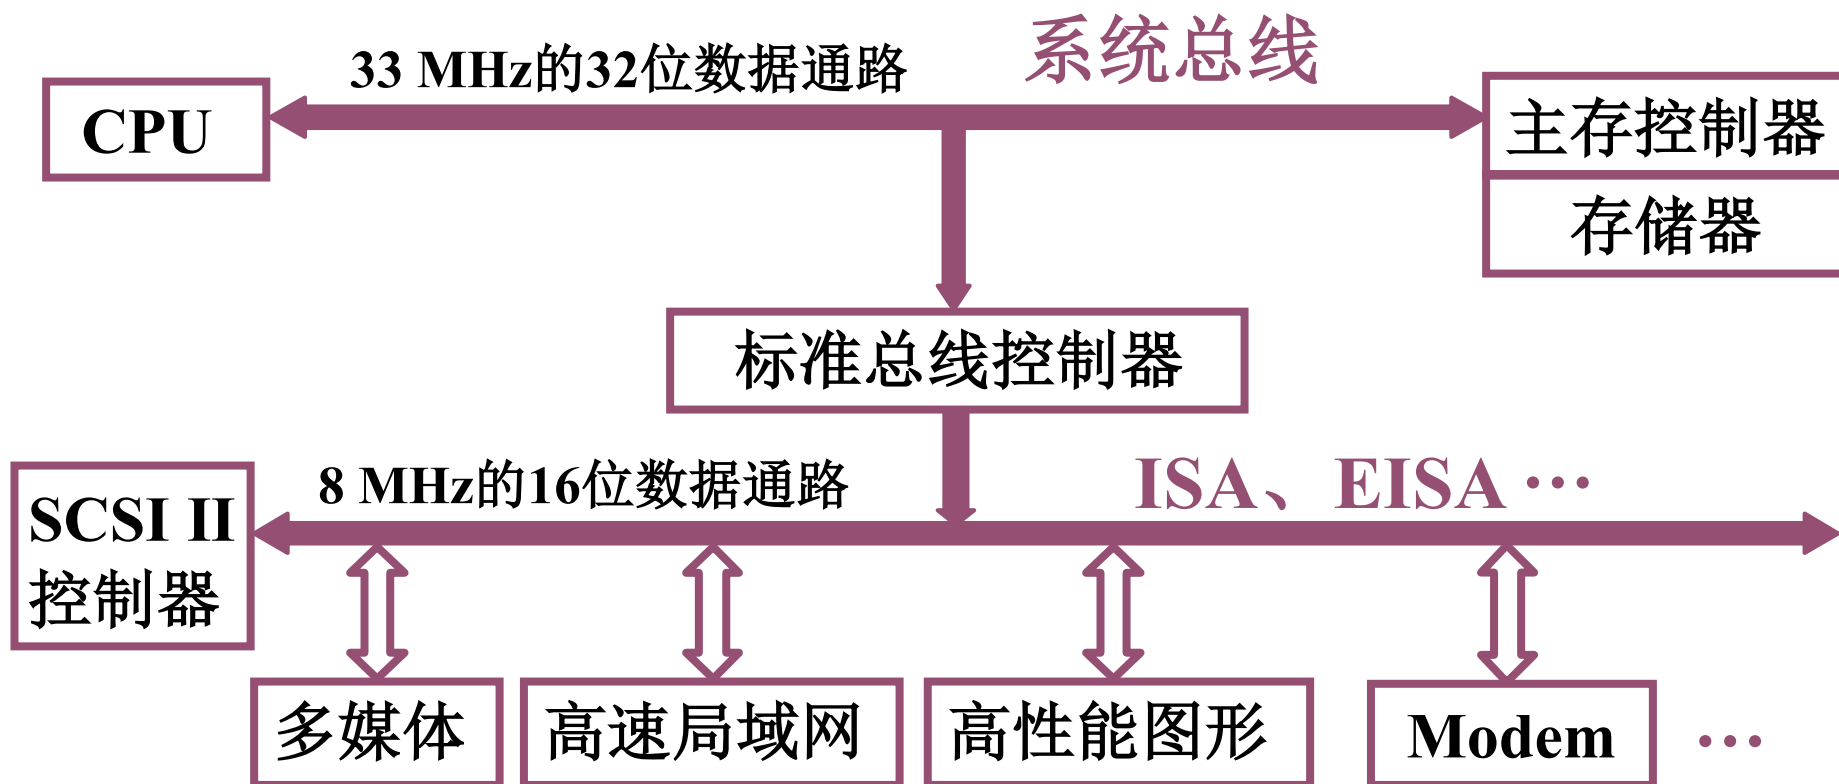 33 MHz的32位数据通路
系统总线
CPU
主存控制器
存储器
标准总线控制器
8 MHz的16位数据通路
ISA、EISA …
SCSI II
控制器
多媒体
高速局域网
高性能图形
Modem
…